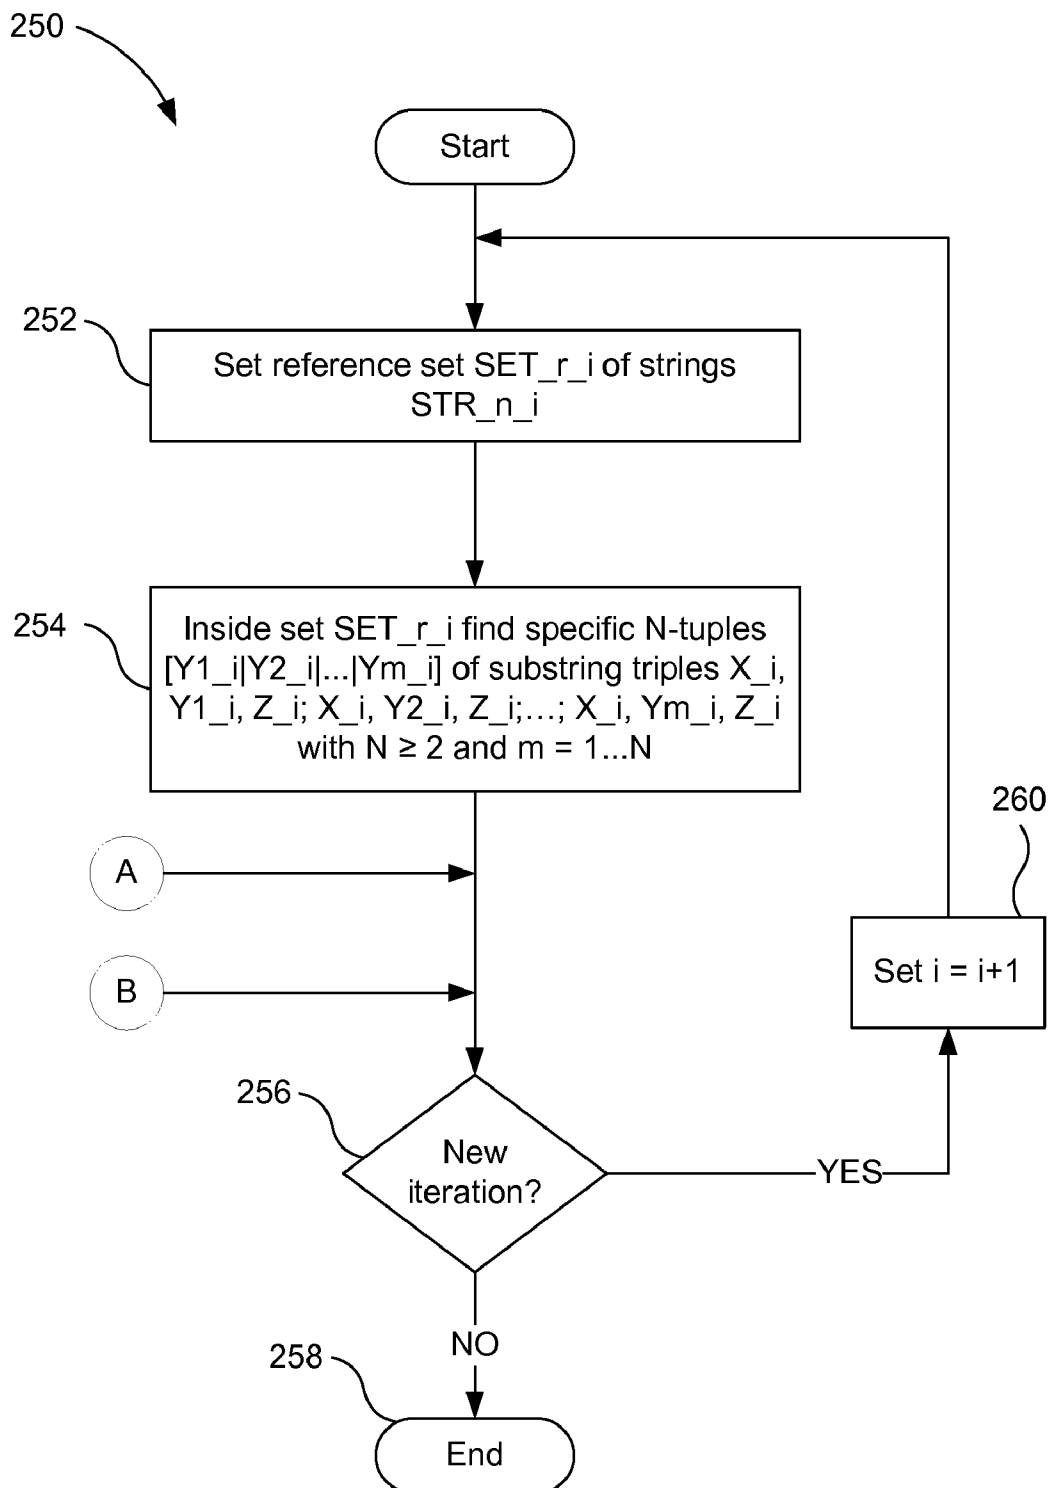 250
Start
252
Set reference set SET_r_i of strings
STR_n_i
254
Inside set SET_r_i find specific N-tuples
[Y1_i|Y2_i|...|Ym_i] of substring triples X_i,
Y1_i, Z_i; X_i, Y2_i, Z_i;...; X_i, Ym_i, Z_i
with N ≥ 2 and m = 1...N
260
A
Set i = i+1
B
256
New
iteration?
YES
NO
258
End